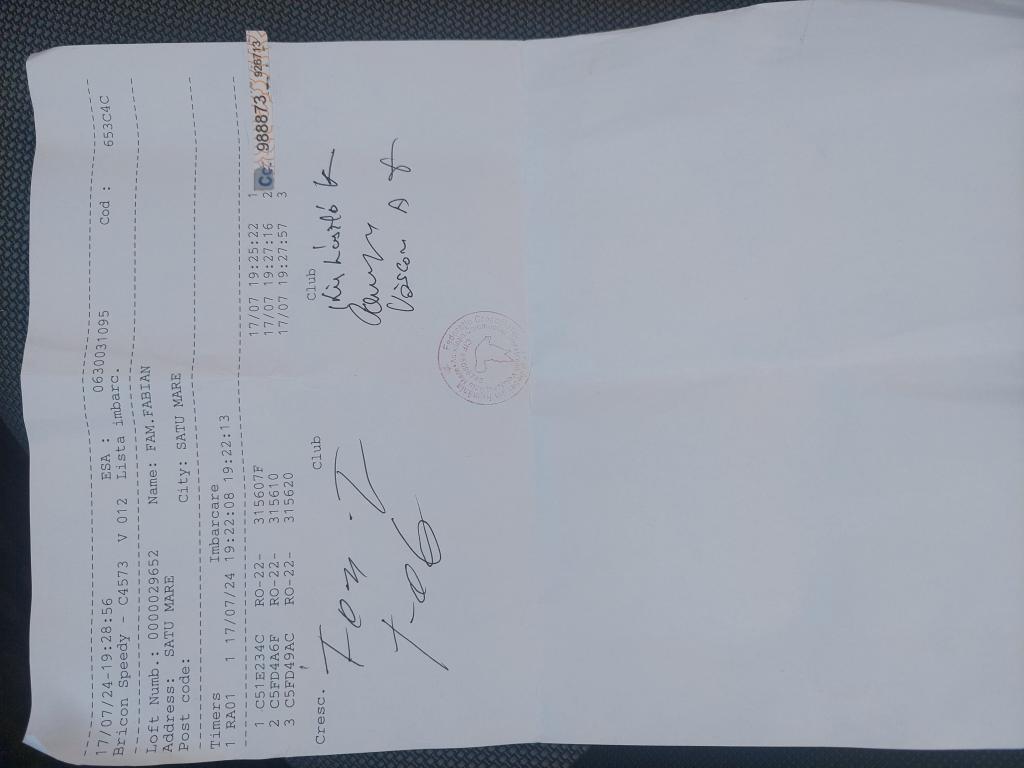 17/07/24-19:28:56 ESA : 0630031095 Cod : 653C4C
Bricon Speedy - C4573 V 012 Lista imbarc.
Loft Numb.: 0000029652 Name: FAM.FABIAN
Address: SATU MARE City: SATU MARE
Post code:
Timers Imbarcare
1 RA01 1 17/07/24 19:22:08 19:22:13
1 C51E234C RO-22- 315607F 17/07 19:25:22 1
2 C5FD4A6F RO-22- 315610 17/07 19:27:16 2
3 C5FD49AC RO-22- 315620 17/07 19:27:57 3
988873
926713
Cresc. Club Club